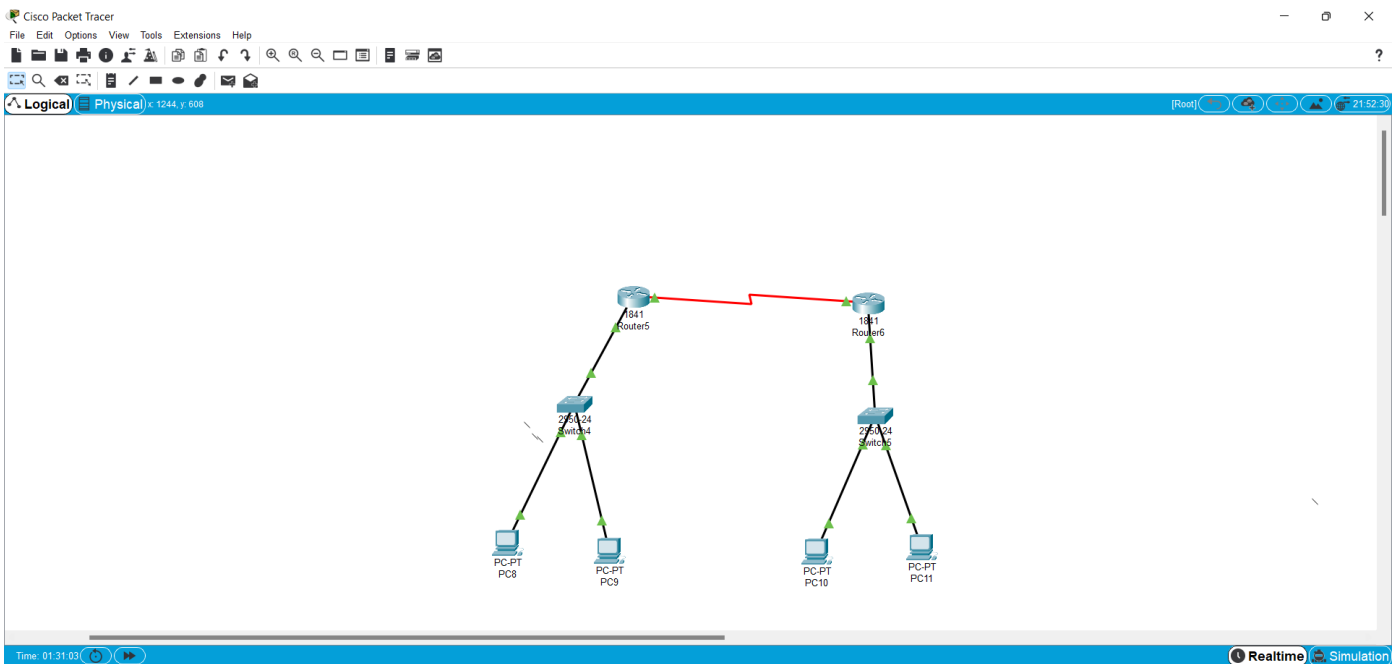 Cisco Packet Tracer
File Edit Options View Tools Extensions Help
?
Logical Physical x: 1244, y: 608 [Root] 21:52:30
1841
Router5
1841
Router6
2950-24
Switch4
2950-24
Switch5
PC-PT
PC8
PC-PT
PC9
PC-PT
PC10
PC-PT
PC11
Time: 01:31:03 Realtime Simulation